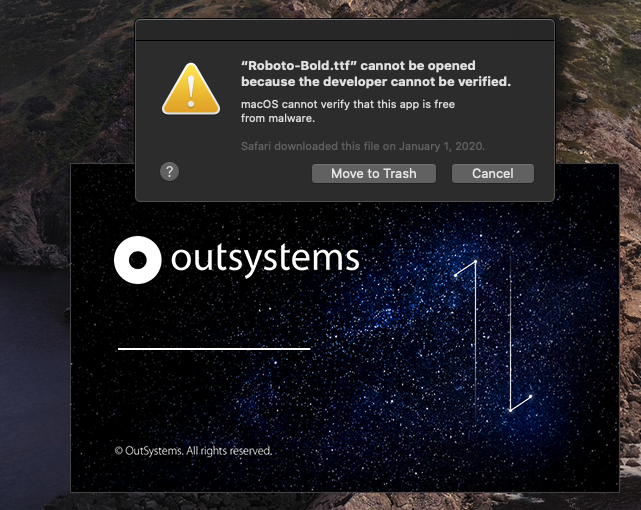 “Roboto-Bold.ttf” cannot be opened
because the developer cannot be verified.
macOS cannot verify that this app is free
from malware.
Safari downloaded this file on January 1, 2020.
?
Move to Trash
Cancel
outsystems
© OutSystems. All rights reserved.